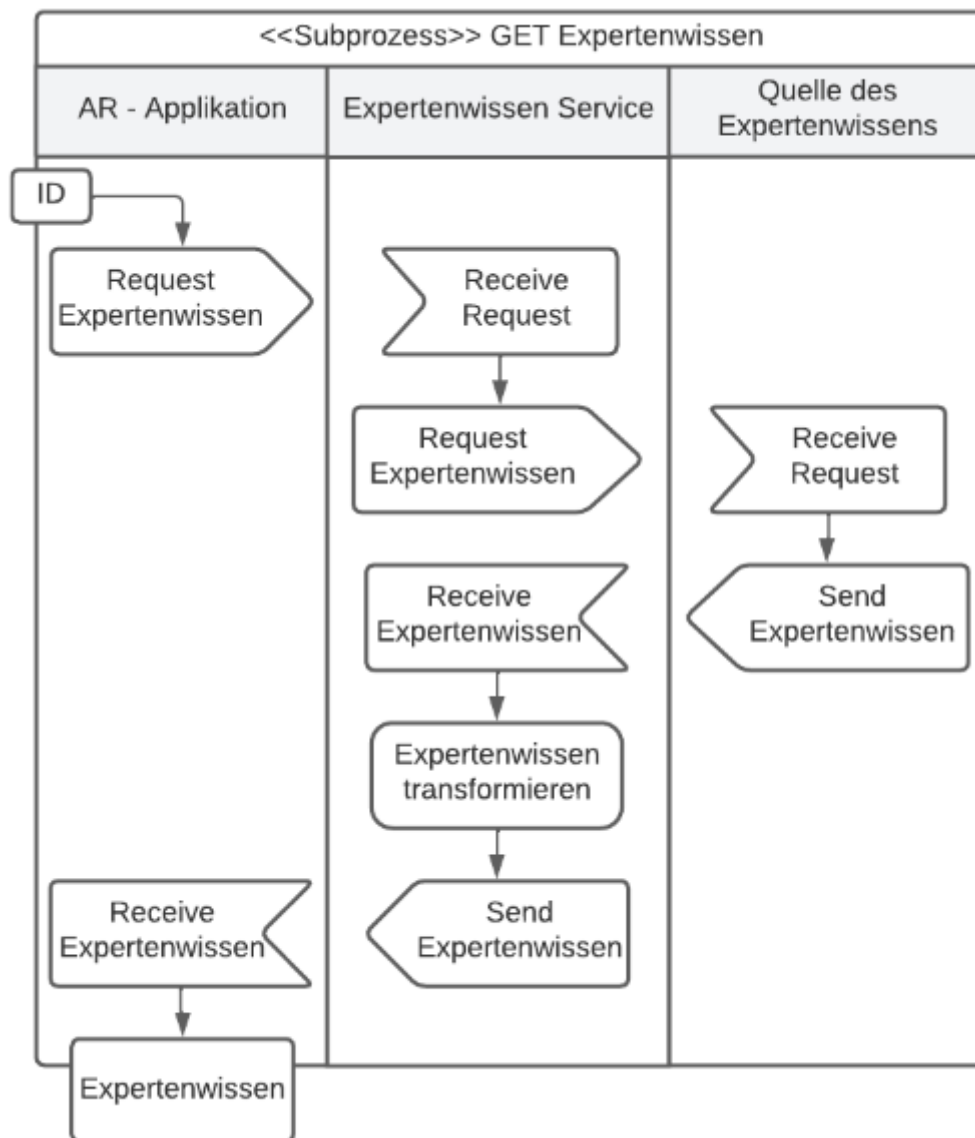 <<Subprozess>> GET Expertenwissen
AR - Applikation
Expertenwissen Service
Quelle des
Expertenwissens
ID
Request
Expertenwissen
Receive
Request
Request
Expertenwissen
Receive
Request
Receive
Expertenwissen
Send
Expertenwissen
Expertenwissen
transformieren
Receive
Expertenwissen
Send
Expertenwissen
Expertenwissen